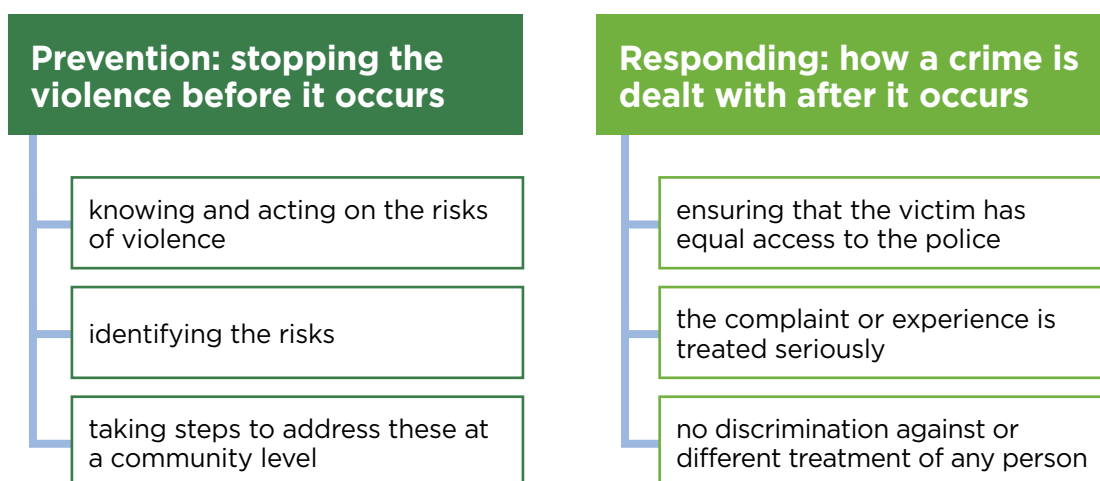 Prevention: stopping the
violence before it occurs
knowing and acting on the risks
of violence
identifying the risks
taking steps to address these at
a community level
Responding: how a crime is
dealt with after it occurs
ensuring that the victim has
equal access to the police
the complaint or experience is
treated seriously
no discrimination against or
different treatment of any person